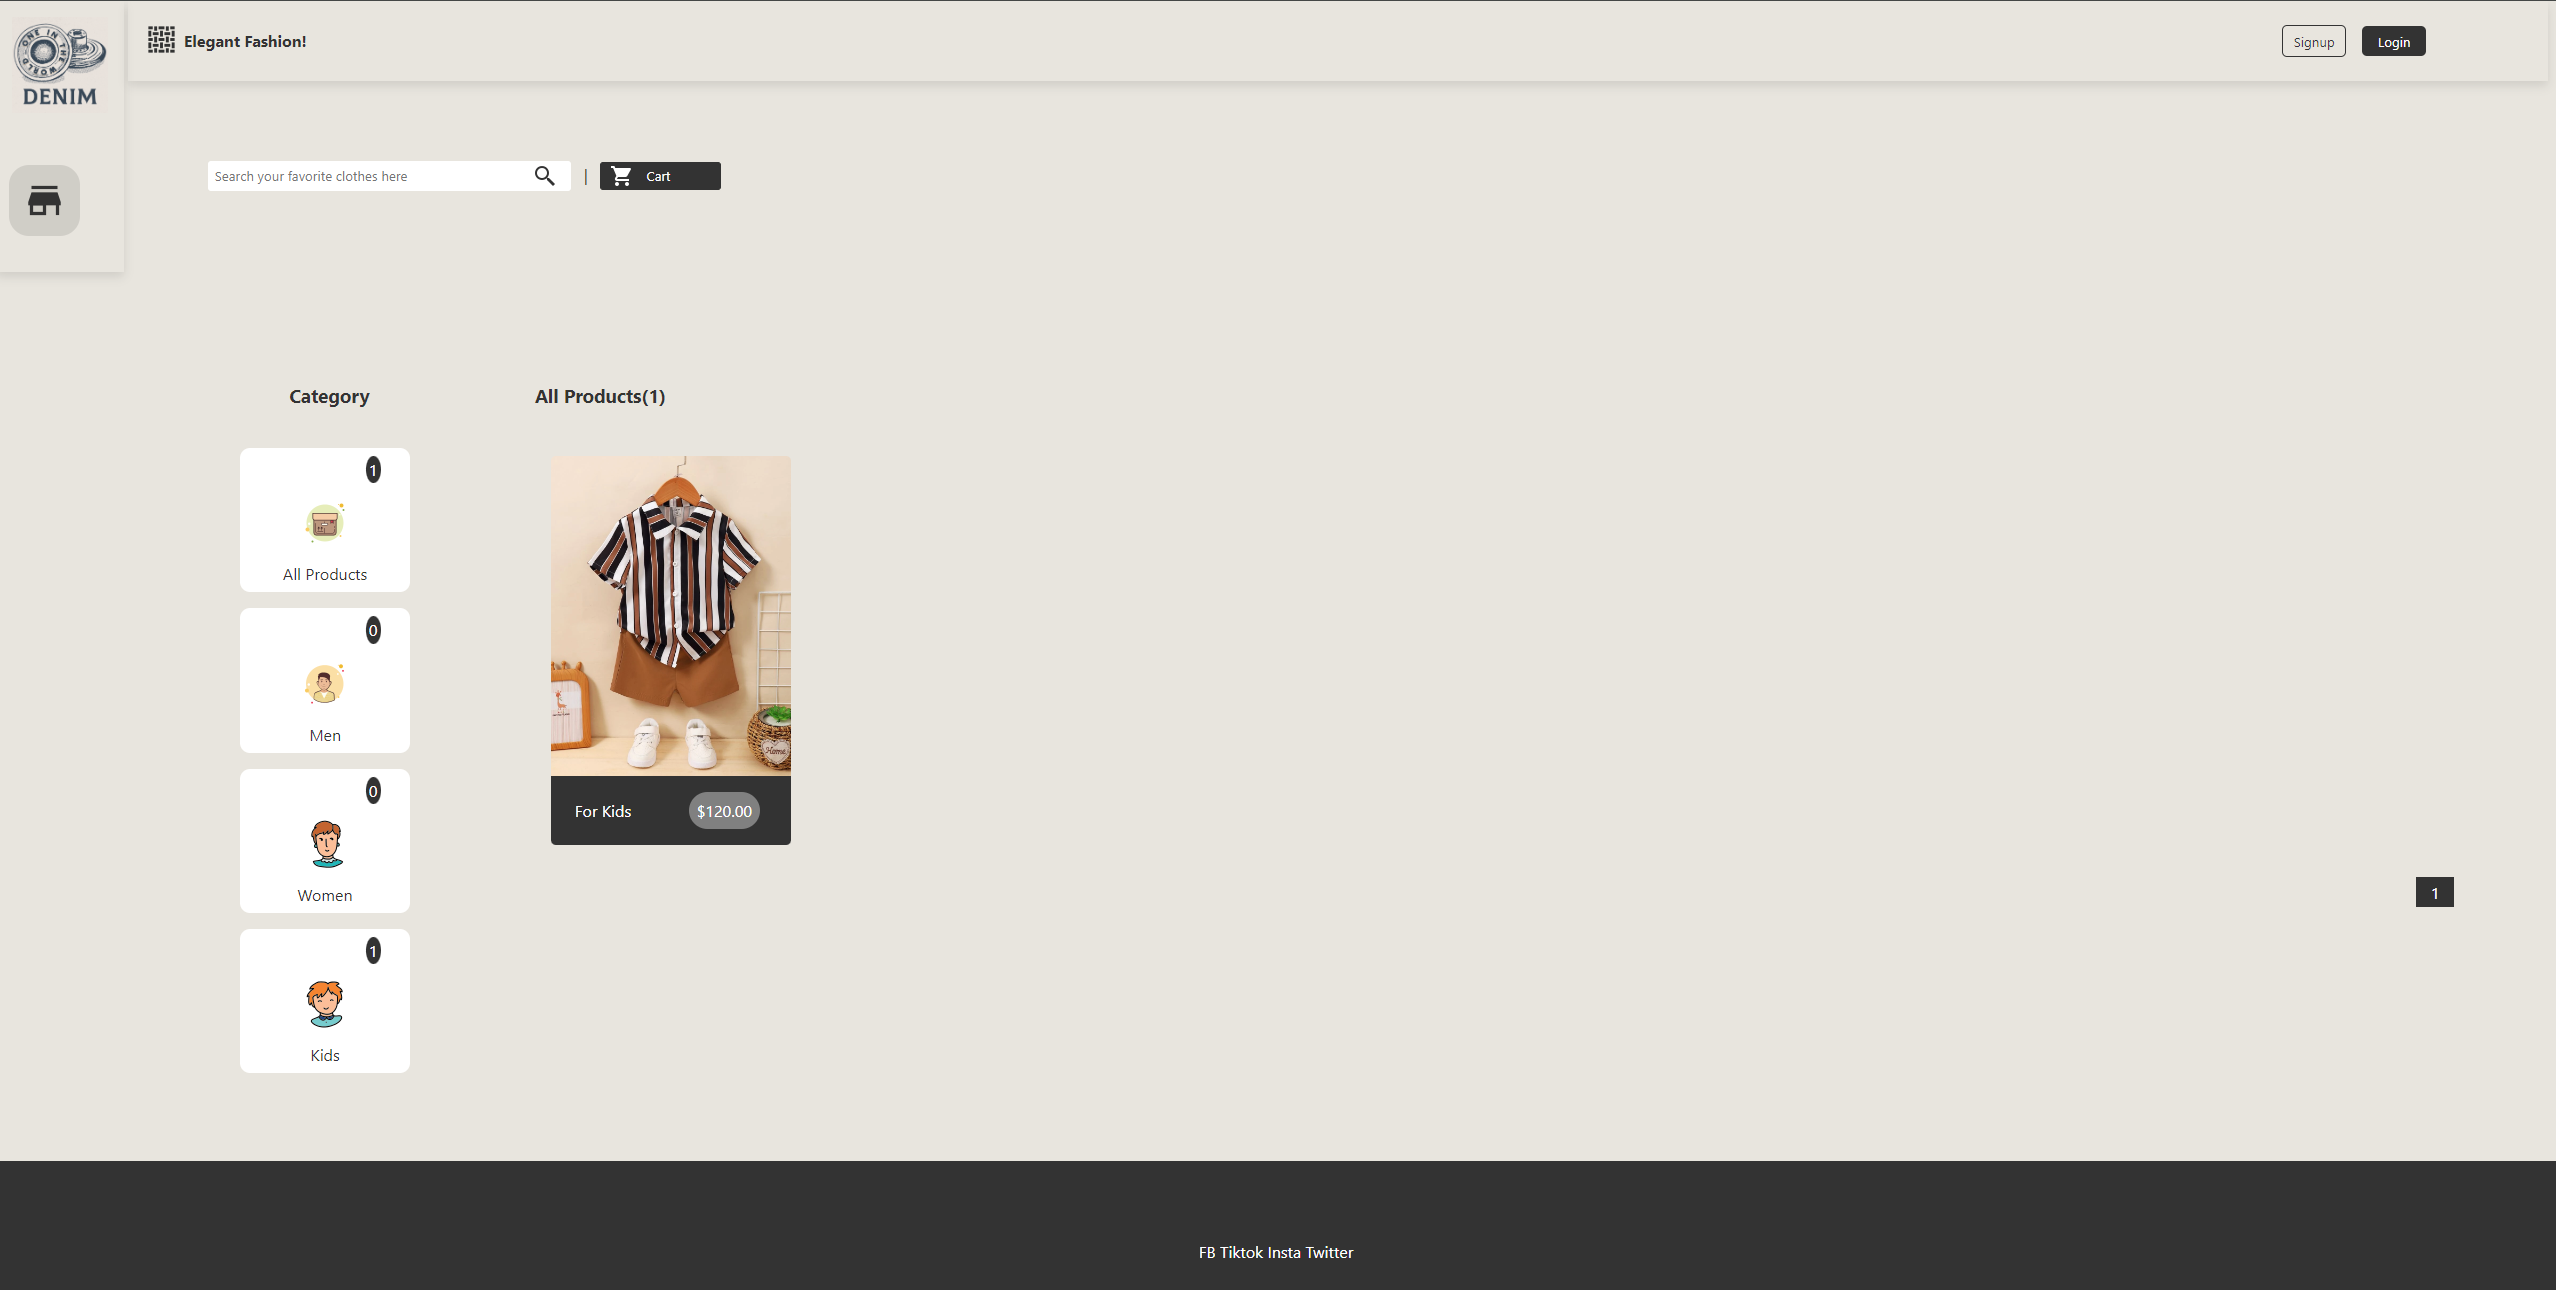 ONE IN THE WORLD
DENIM
Elegant Fashion!
Signup
Login
Search your favorite clothes here
|
Cart
Category
All Products(1)
1
All Products
0
Men
0
Women
1
Kids
Home
For Kids
$120.00
1
FB Tiktok Insta Twitter